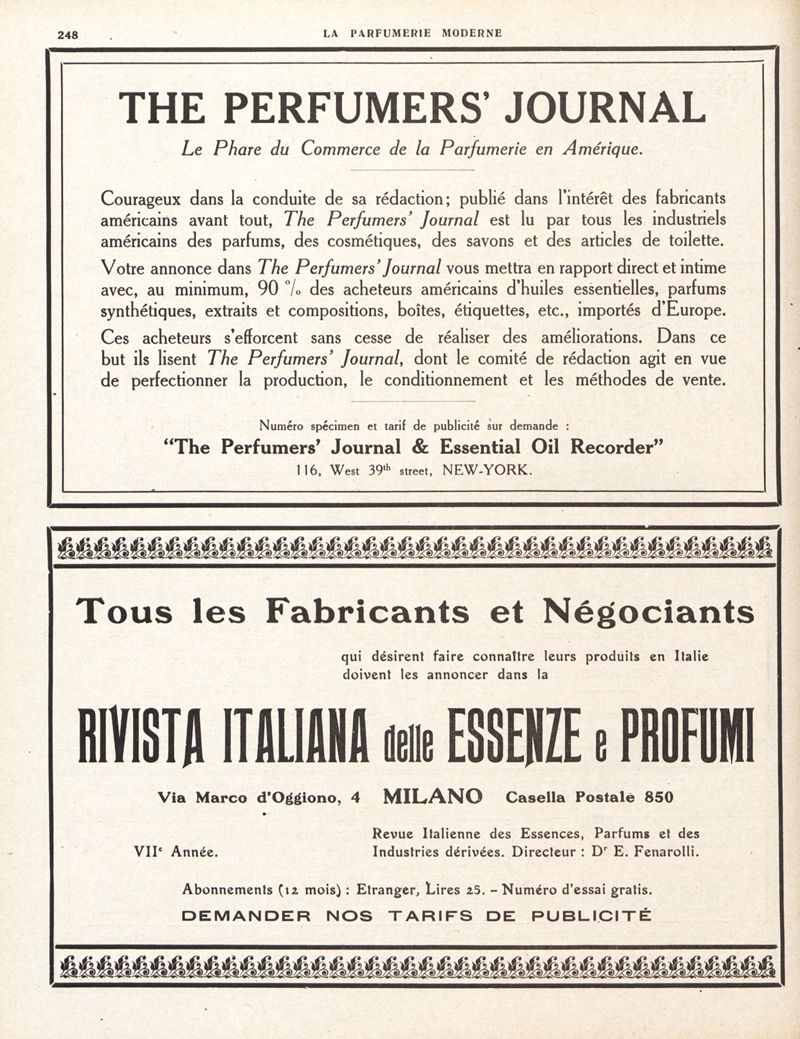 248
LA PARFUMERIE MODERNE
THE PERFUMERS' JOURNAL
Le Phare du Commerce de la Parfumerie en Amérique.
Courageux dans la conduite de sa rédaction; publié dans l'intérêt des fabricants
américains avant tout, The Perfumers' Journal est lu par tous les industriels
américains des parfums, des cosmétiques, des savons et des articles de toilette.
Votre annonce dans The Perfumers' Journal vous mettra en rapport direct et intime
avec, au minimum, 90 % des acheteurs américains d'huiles essentielles, parfums
synthétiques, extraits et compositions, boîtes, étiquettes, etc., importés d'Europe.
Ces acheteurs s'efforcent sans cesse de réaliser des améliorations. Dans ce
but ils lisent The Perfumers' Journal, dont le comité de rédaction agit en vue
de perfectionner la production, le conditionnement et les méthodes de vente.
Numéro spécimen et tarif de publicité sur demande :
"The Perfumers' Journal & Essential Oil Recorder"
116, West 39th street, NEW-YORK.
Tous les Fabricants et Négociants
qui désirent faire connaître leurs produits en Italie
doivent les annoncer dans la
RIVISTA ITALIANA delle ESSENZE e PROFUMI
Via Marco d'Oggiono, 4 MILANO Casella Postale 850
VIIe Année.
Revue Italienne des Essences, Parfums et des
Industries dérivées. Directeur : Dr E. Fenarolli.
Abonnements (12 mois) : Etranger, Lires 25. - Numéro d'essai gratis.
DEMANDER NOS TARIFS DE PUBLICITÉ